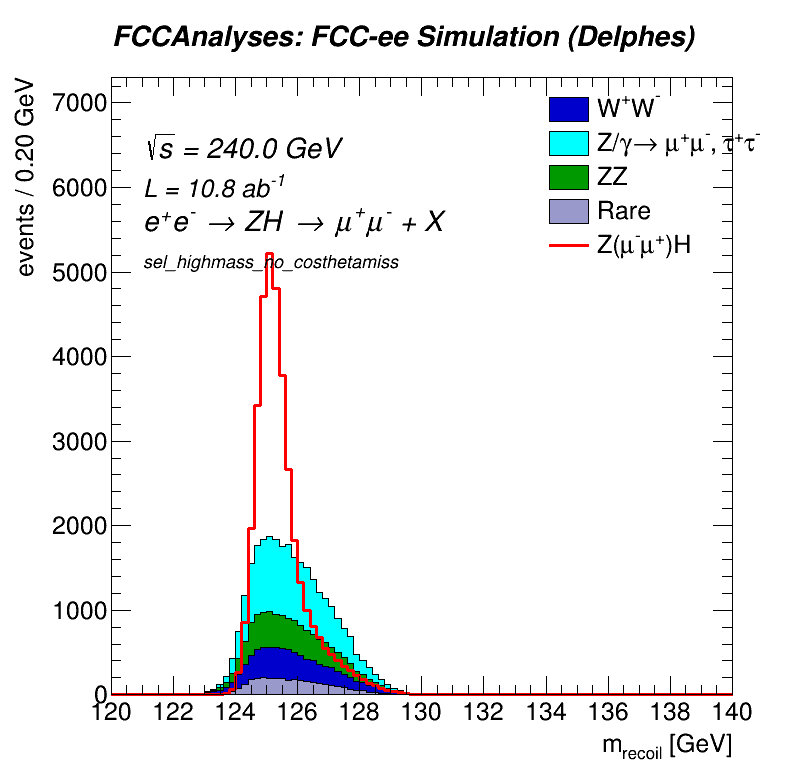 FCCAnalyses: FCC-ee Simulation (Delphes)
events / 0.20 GeV
7000
6000
5000
4000
3000
2000
1000
0
√s = 240.0 GeV
L = 10.8 ab⁻¹
e⁺e⁻ → ZH → μ⁺μ⁻ + X
sel_highmass_no_costhetamiss
W⁺W⁻
Z/γ→ μ⁺μ⁻, τ⁺τ⁻
ZZ
Rare
Z(μ⁻μ⁺)H
120 122 124 126 128 130 132 134 136 138 140
m_recoil [GeV]